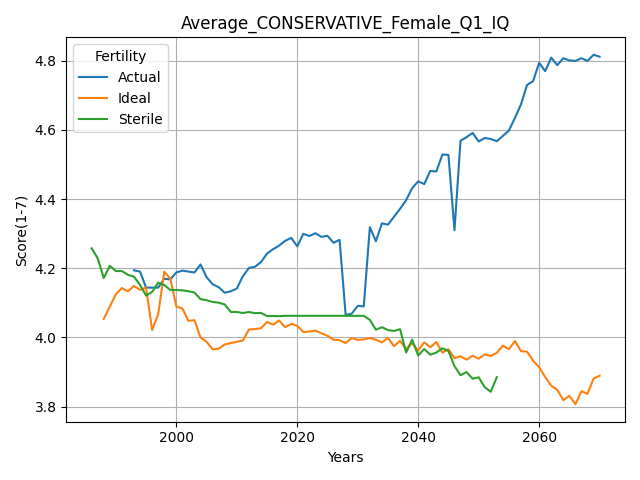 Average_CONSERVATIVE_Female_Q1_IQ
Fertility
Actual
Ideal
Sterile
Score(1-7)
4.8
4.6
4.4
4.2
4.0
3.8
2000 2020 2040 2060
Years